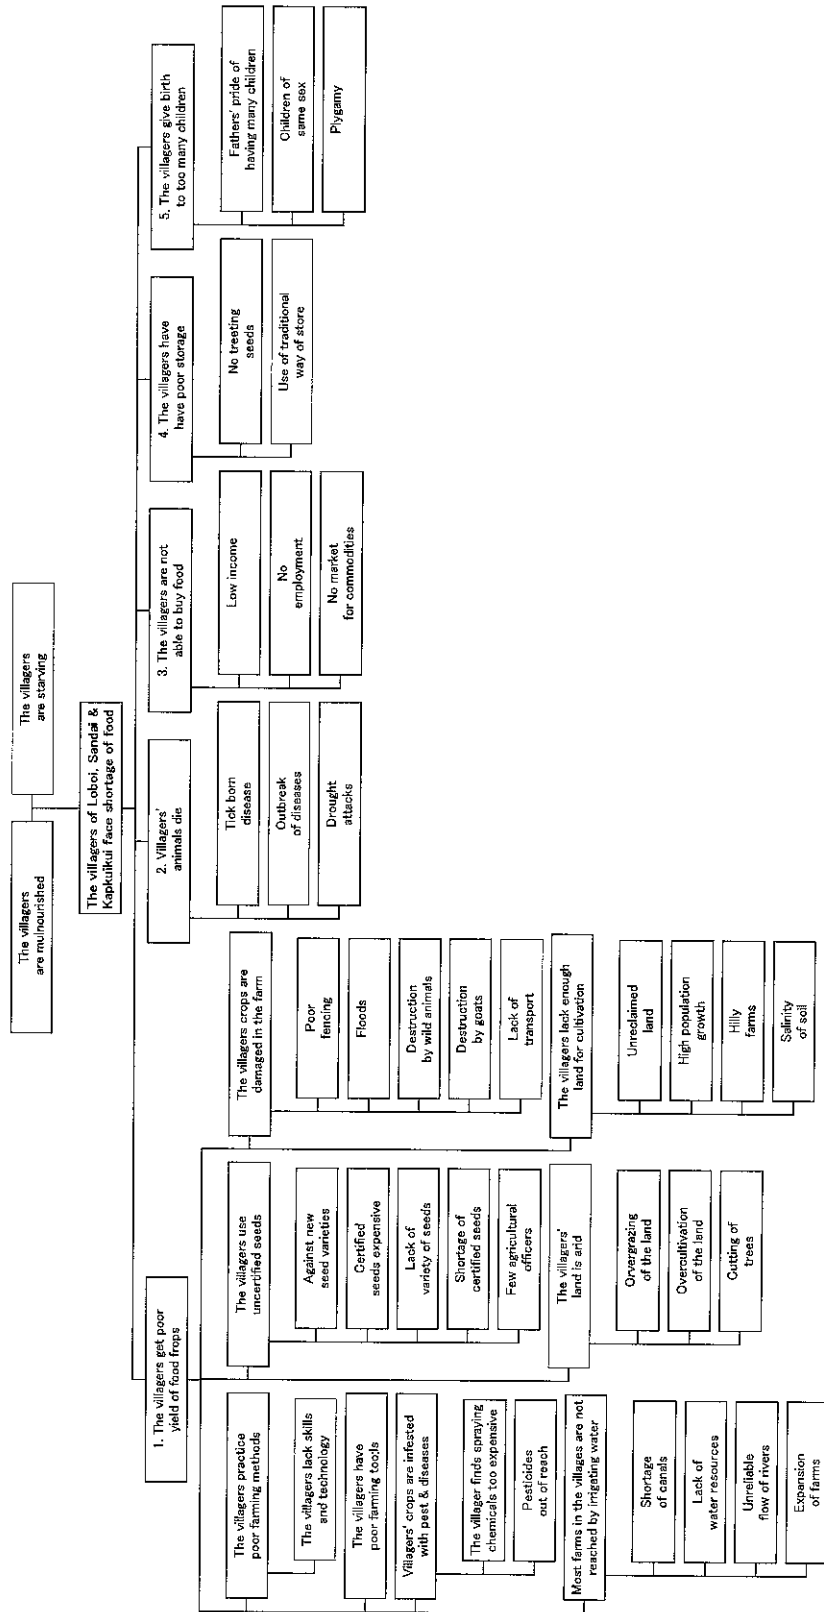 The villagers
are mulnourished
The villagers
are starving
The villagers of Loboi, Sandai &
Kapkuikui face shortage of food
1. The villagers get poor
yield of food frops
2. Villagers'
animals die
3. The villagers are not
able to buy food
4. The villagers have
have poor storage
5. The villagers give birth
to too many children
The villagers practice
poor farming methods
The villagers lack skills
and technology
The villagers have
poor farming too;ls
Villagers' crops are infested
with pest & diseases
The villager finds spraying
chemicals too expensive
Pesticides
out of reach
Most farms in the villages are not
reached by irrigating water
Shortage
of canals
Lack of
water resources
Unreliable
flow of rivers
Expansion
of farms
The villagers use
uncertified seeds
Against new
seed varieties
Certified
seeds expensive
Lack of
variety of seeds
Shortage of
certified seeds
Few agricultural
officers
The villagers'
land is arid
Orvergrazing
of the land
Overcultivation
of the land
Cutting of
trees
The villagers crops are
damaged in the farm
Poor
fencing
Floods
Destruction
by wild animals
Destruction
by goats
Lack of
transport
The villagers lack enough
land for cultivation
Unreclaimed
land
High population
growth
Hilly
farms
Salinity
of soil
Tick born
disease
Outbreak
of diseases
Drought
attacks
Low income
No
employment
No market
for commodities
No treeting
seeds
Use of traditional
way of store
Fathers' pride of
having many children
Children of
same sex
Plygamy